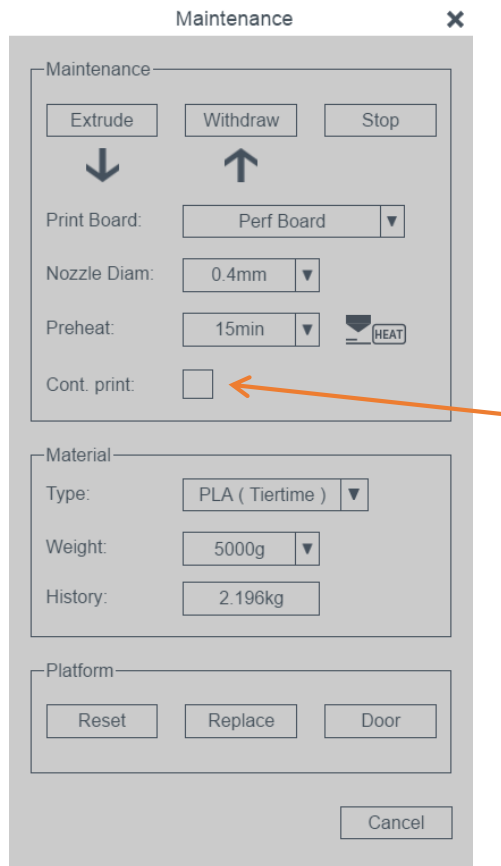 Maintenance
Maintenance
Extrude Withdraw Stop
Print Board: Perf Board
Nozzle Diam: 0.4mm
Preheat: 15min HEAT
Cont. print:
Material
Type: PLA ( Tiertime )
Weight: 5000g
History: 2.196kg
Platform
Reset Replace Door
Cancel